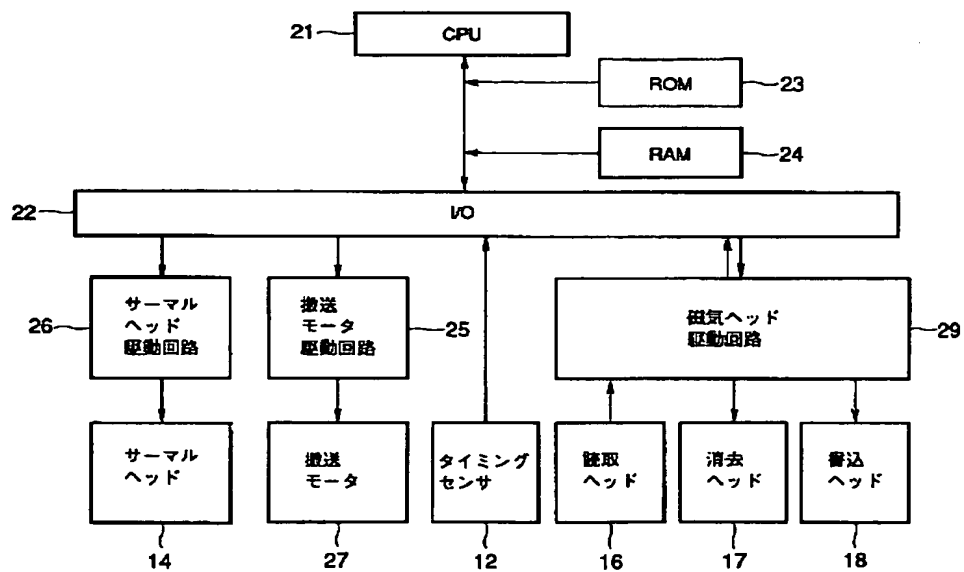 21
CPU
ROM
23
RAM
24
22
I/O
26
サーマル
ヘッド
駆動回路
搬送
モータ
駆動回路
25
磁気ヘッド
駆動回路
29
サーマル
ヘッド
搬送
モータ
タイミング
センサ
読取
ヘッド
消去
ヘッド
書込
ヘッド
14
27
12
16
17
18